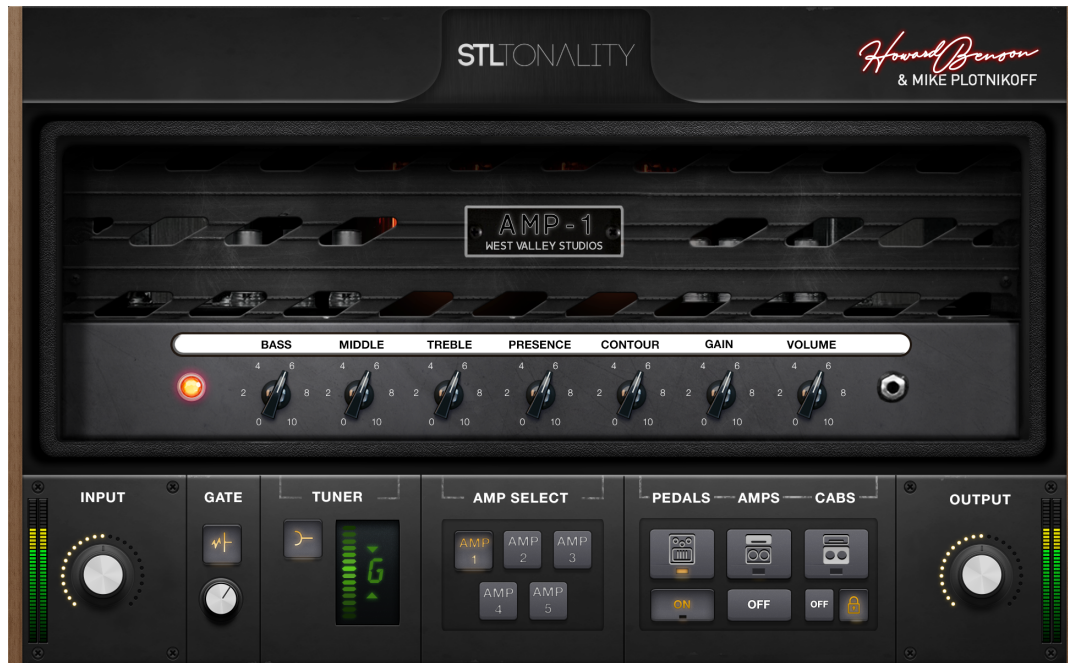 STLTONALITY
Howard Benson
& MIKE PLOTNIKOFF
AMP-1
WEST VALLEY STUDIOS
BASS MIDDLE TREBLE PRESENCE CONTOUR GAIN VOLUME
4 6 4 6 4 6 4 6 4 6 4 6 4 6
2 8 2 8 2 8 2 8 2 8 2 8 2 8
0 10 0 10 0 10 0 10 0 10 0 10 0 10
INPUT GATE TUNER AMP SELECT PEDALS AMPS CABS OUTPUT
G
AMP 1
AMP 2
AMP 3
AMP 4
AMP 5
ON OFF OFF